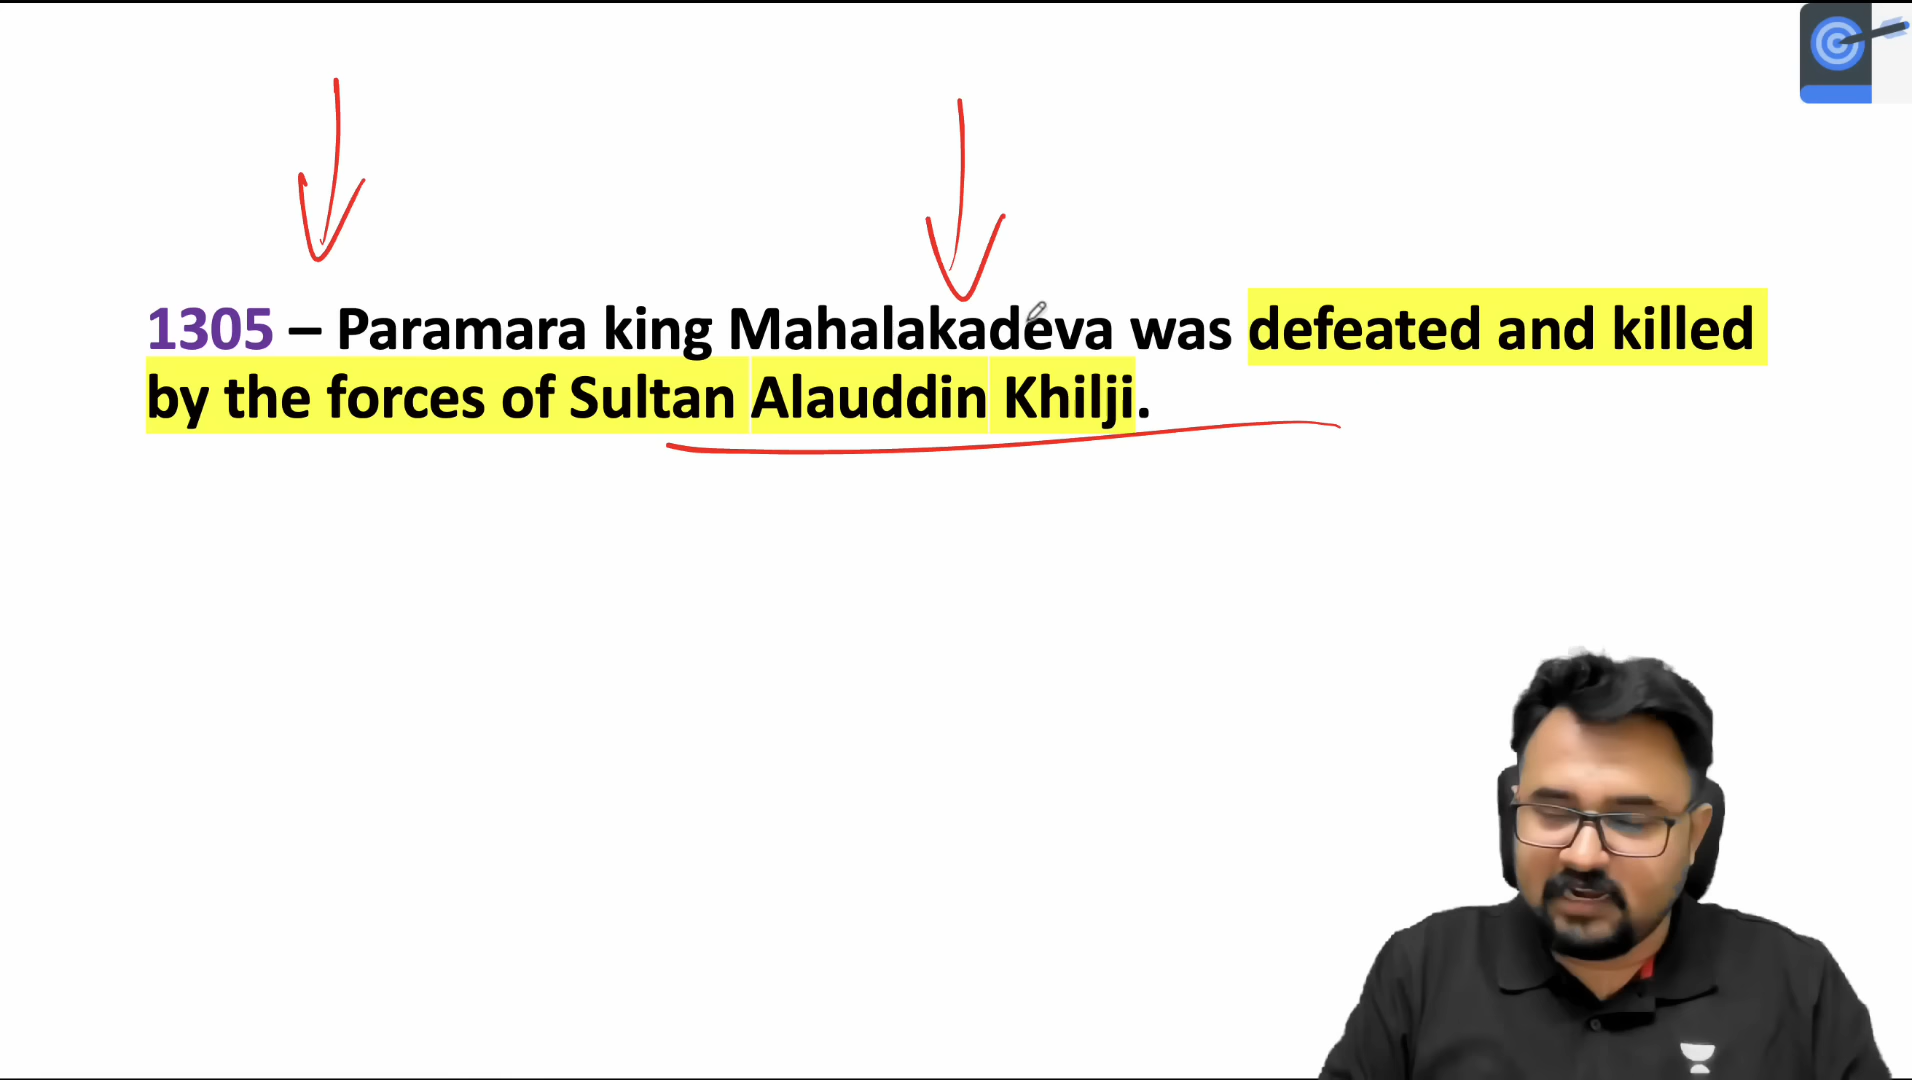 1305 – Paramara king Mahalakadeva was defeated and killed
by the forces of Sultan Alauddin Khilji.